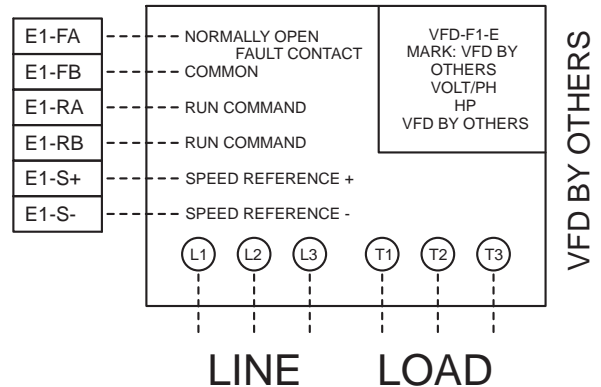 E1-FA
NORMALLY OPEN
FAULT CONTACT
E1-FB
COMMON
E1-RA
RUN COMMAND
E1-RB
RUN COMMAND
E1-S+
SPEED REFERENCE +
E1-S-
SPEED REFERENCE -
VFD-F1-E
MARK: VFD BY
OTHERS
VOLT/PH
HP
VFD BY OTHERS
VFD BY OTHERS
L1 L2 L3 T1 T2 T3
LINE LOAD